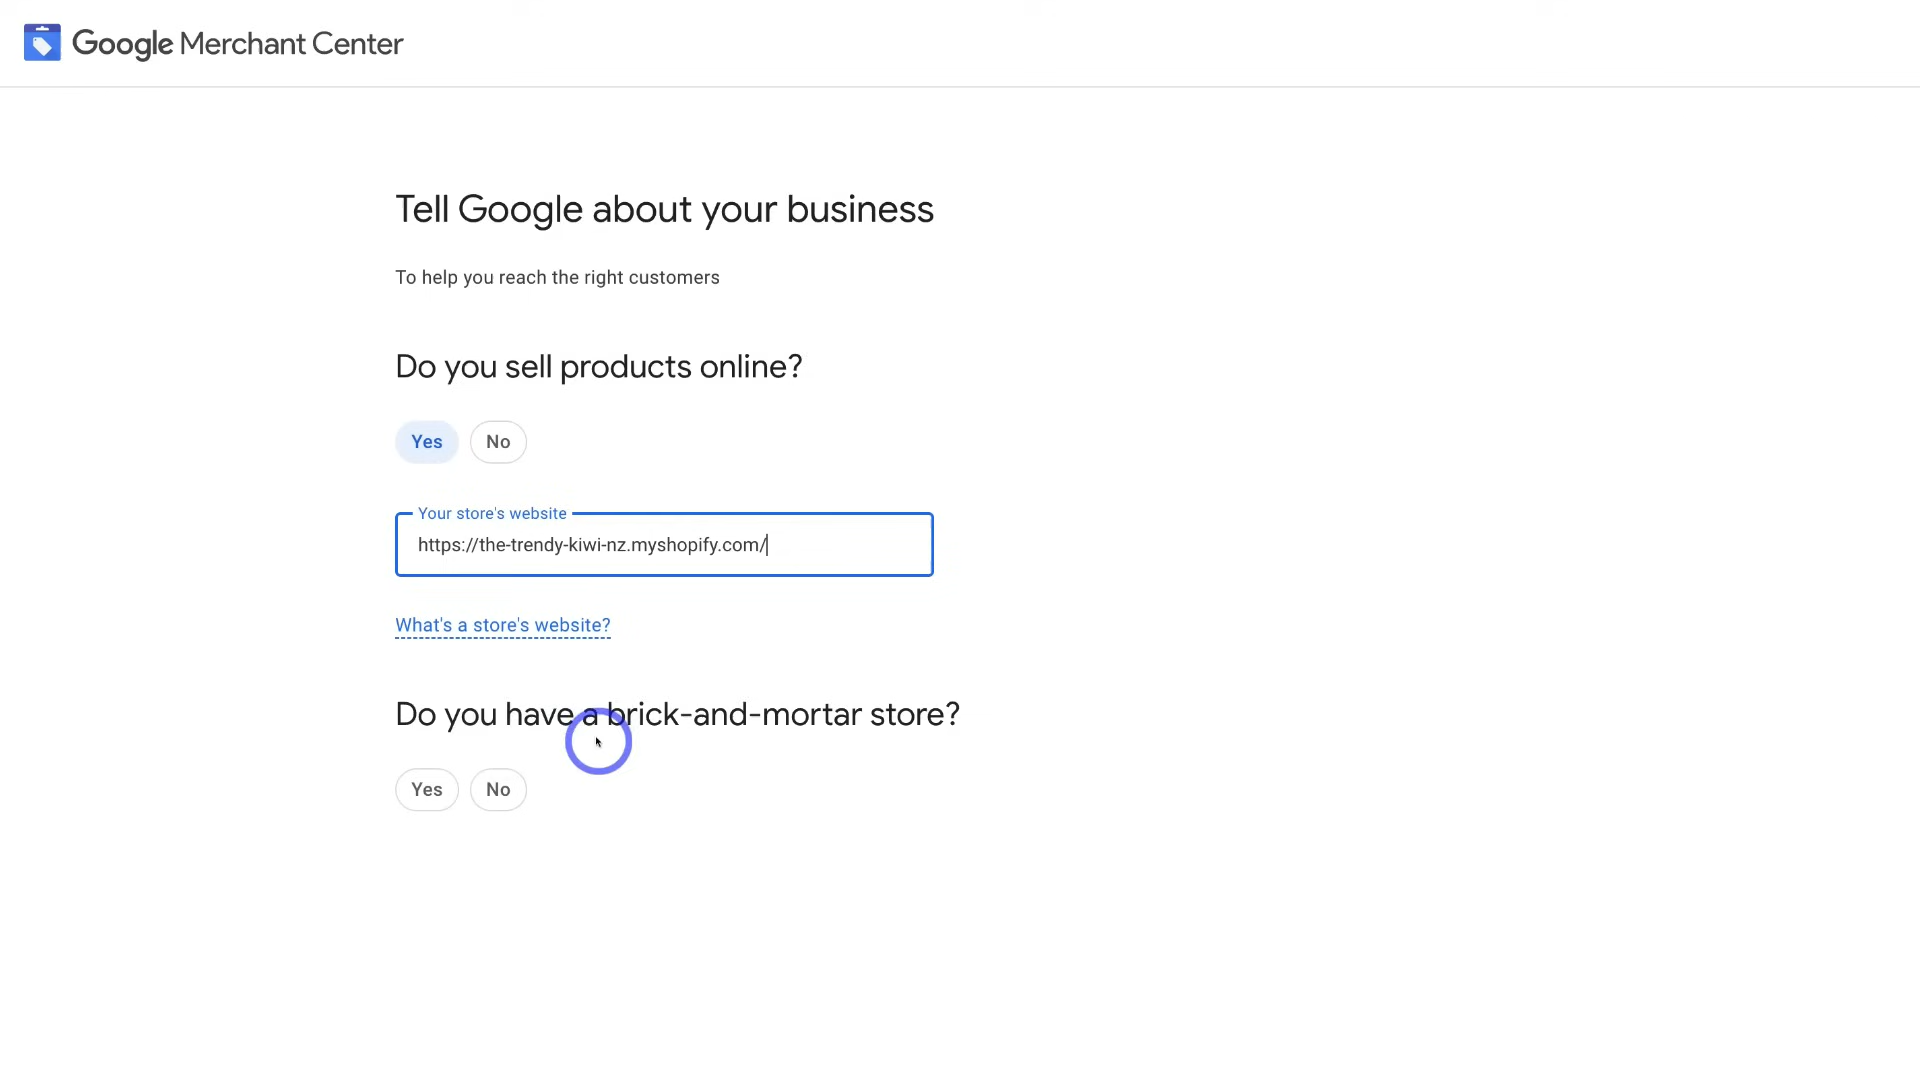 Google Merchant Center
Tell Google about your business
To help you reach the right customers
Do you sell products online?
Yes
No
Your store's website
https://the-trendy-kiwi-nz.myshopify.com/
What's a store's website?
Do you have a brick-and-mortar store?
Yes
No